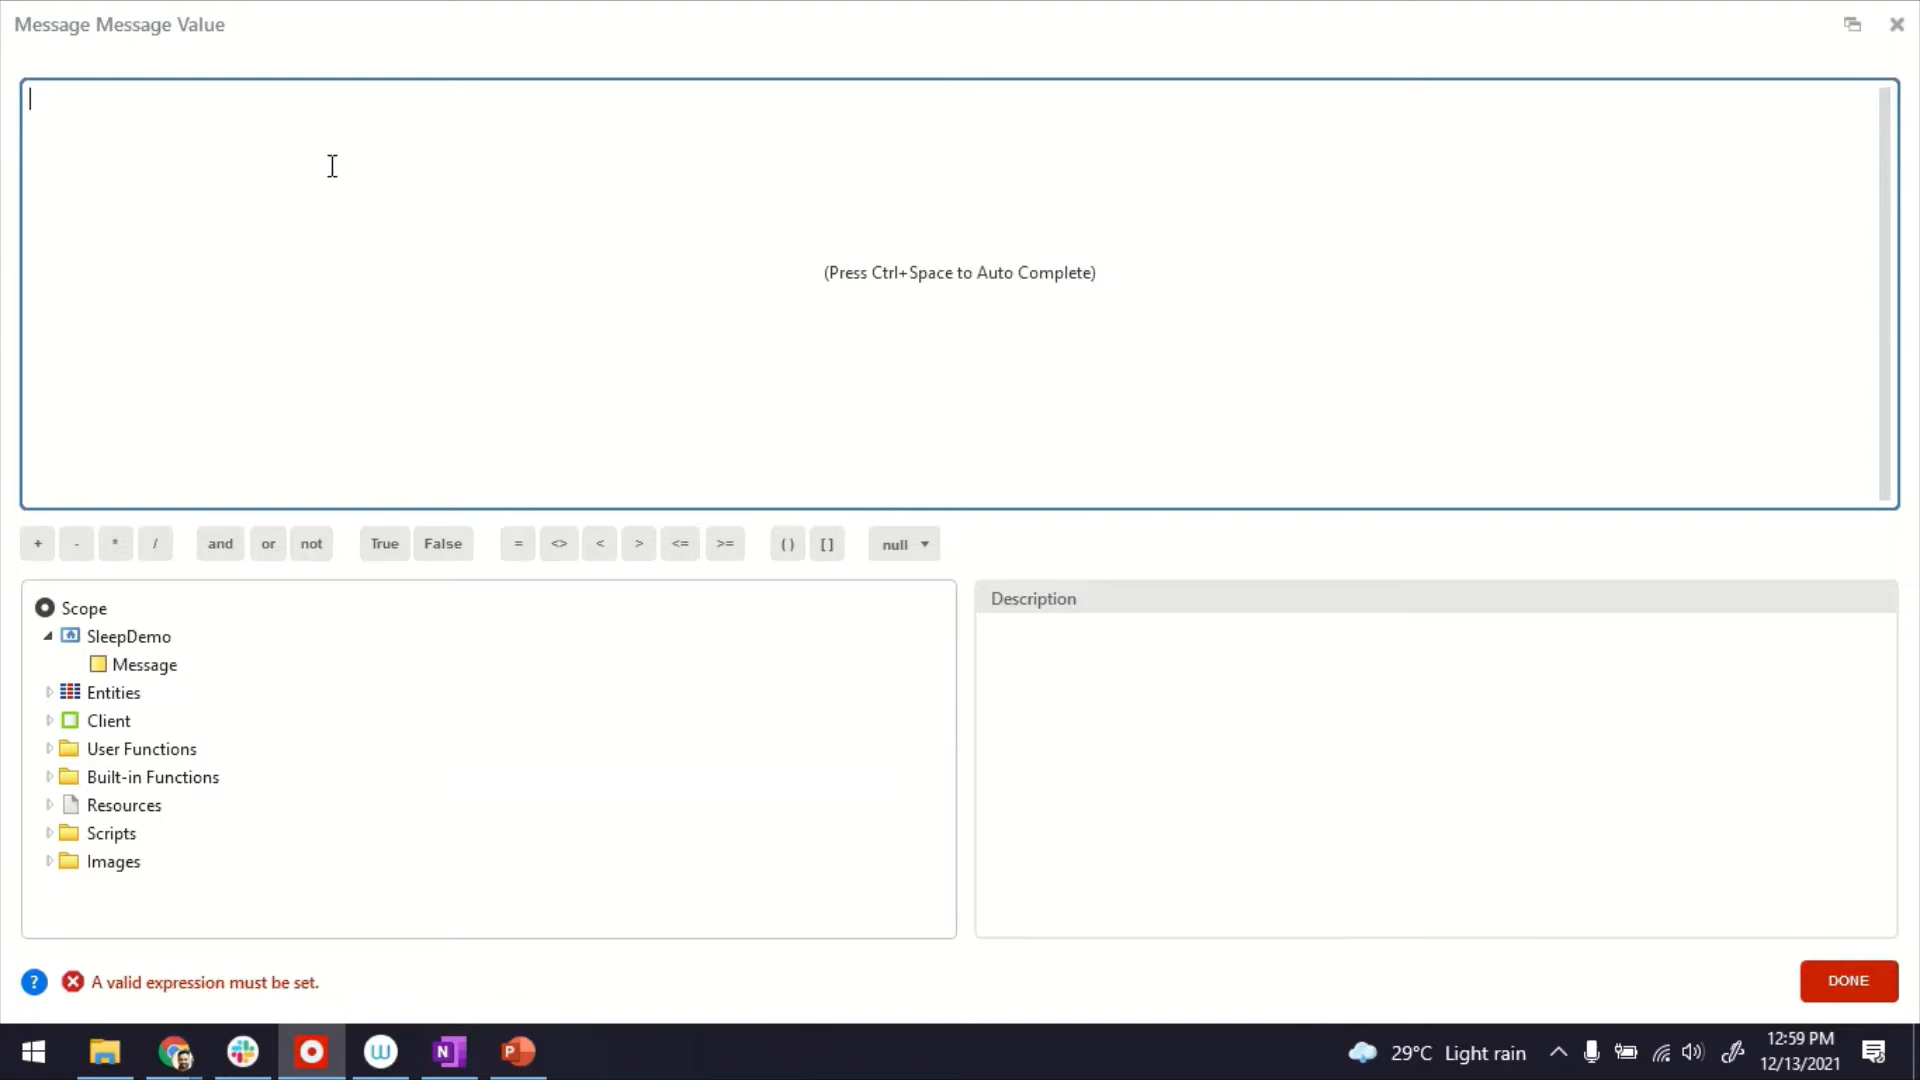 Message Message Value
(Press Ctrl+Space to Auto Complete)
+ - * / and or not True False = <> < > <= >= ( ) [ ] null
Scope
SleepDemo
Message
Entities
Client
User Functions
Built-in Functions
Resources
Scripts
Images
Description
? A valid expression must be set.
DONE
N P 29°C Light rain 12:59 PM
12/13/2021